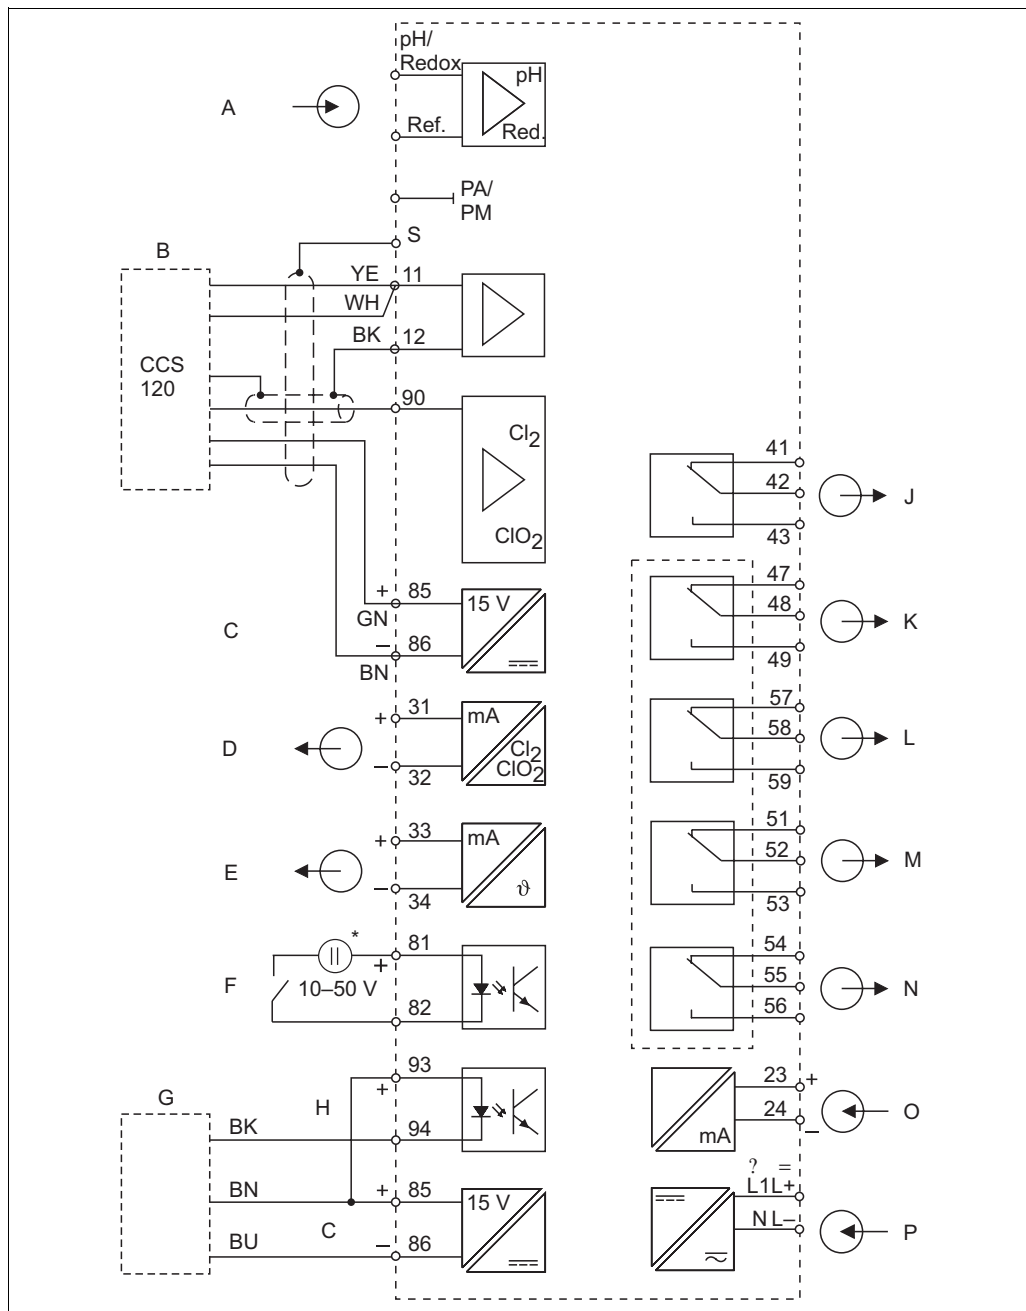 pH/
Redox
pH
A
Ref.
Red.
PA/
PM
S
B
YE
11
WH
BK
12
CCS
120
90
Cl2
ClO2
+
85
15 V
GN
C
–
86
BN
+
31
mA
D
Cl2
ClO2
–
32
+
33
mA
E
–
34
ϑ
*
81
+
F
10–50 V
82
93
+
G
H
BK
94
BN
+
85
15 V
C
BU
–
86
41
42
J
43
47
48
K
49
57
58
L
59
51
52
M
53
54
55
N
56
23
+
24
O
mA
–
? =
L1L+
N L–
P